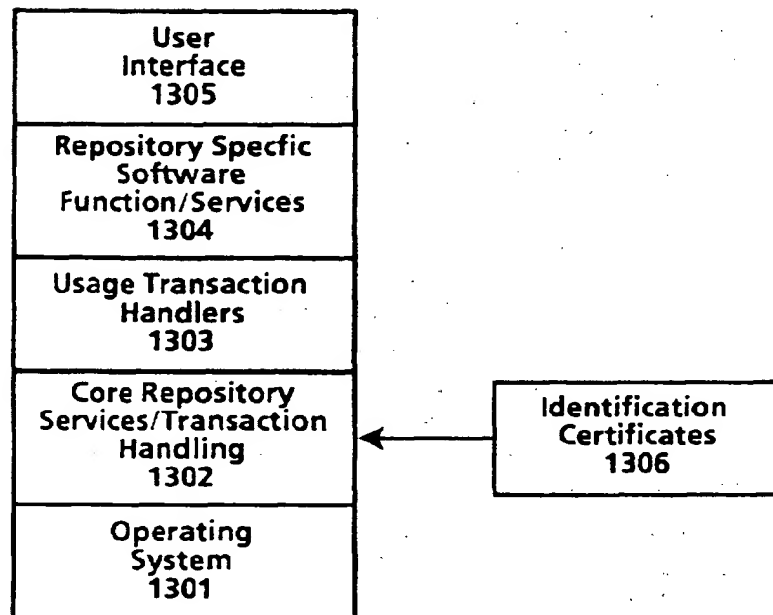 User
Interface
1305
Repository Specfic
Software
Function/Services
1304
Usage Transaction
Handlers
1303
Core Repository
Services/Transaction
Handling
1302
Identification
Certificates
1306
Operating
System
1301